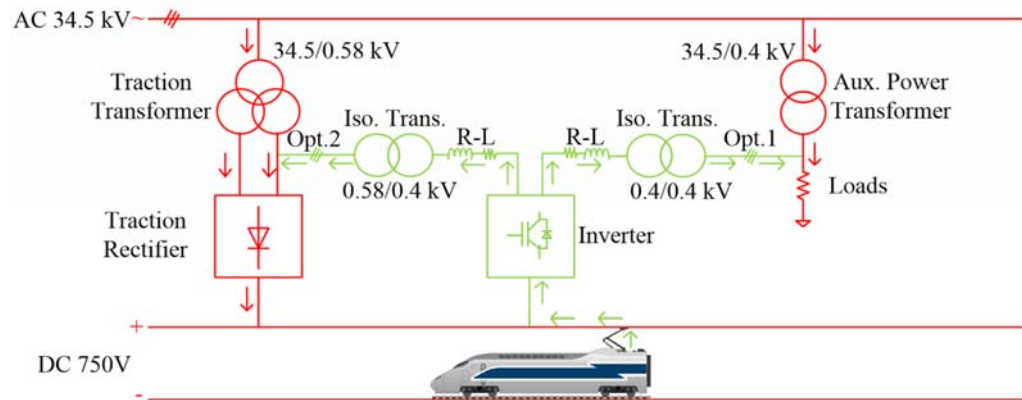 AC 34.5 kV~
34.5/0.58 kV
34.5/0.4 kV
Traction
Transformer
Aux. Power
Transformer
Iso. Trans.
R-L
R-L
Iso. Trans.
Opt.2
Opt.1
0.58/0.4 kV
0.4/0.4 kV
Loads
Traction
Rectifier
Inverter
+
DC 750V
-